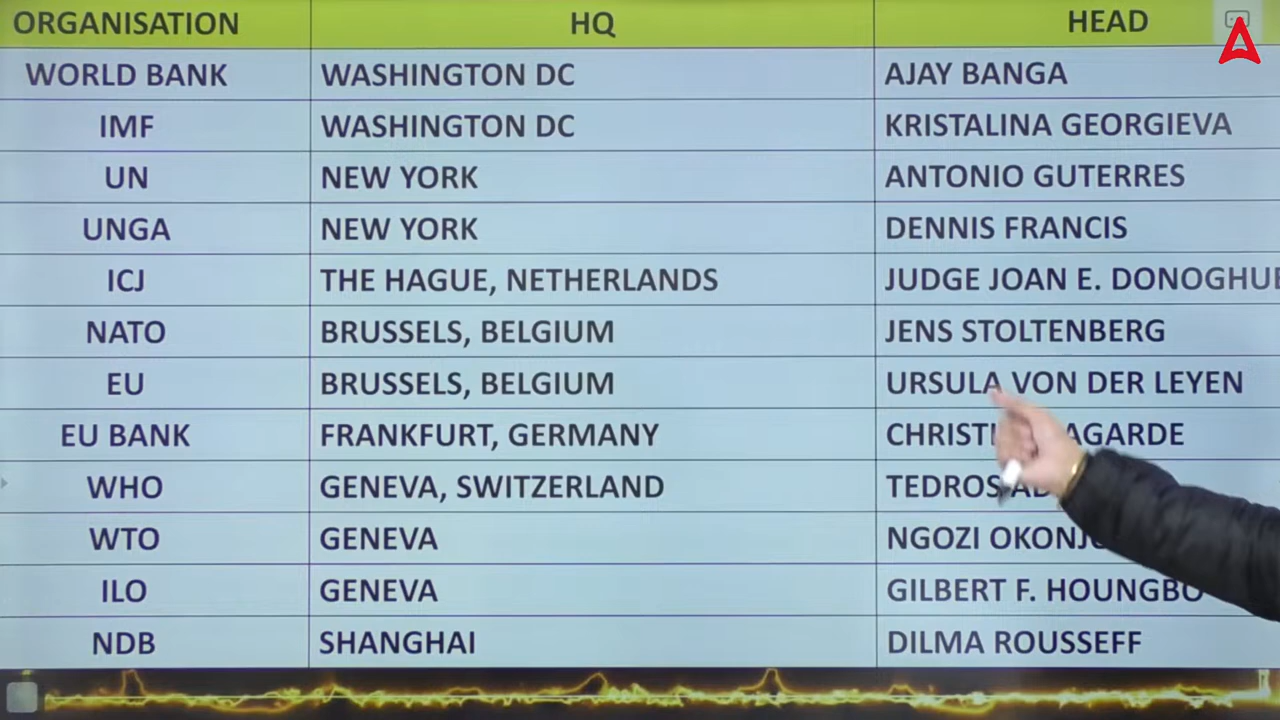 ORGANISATION HQ HEAD
WORLD BANK WASHINGTON DC AJAY BANGA
IMF WASHINGTON DC KRISTALINA GEORGIEVA
UN NEW YORK ANTONIO GUTERRES
UNGA NEW YORK DENNIS FRANCIS
ICJ THE HAGUE, NETHERLANDS JUDGE JOAN E. DONOGHUE
NATO BRUSSELS, BELGIUM JENS STOLTENBERG
EU BRUSSELS, BELGIUM URSULA VON DER LEYEN
EU BANK FRANKFURT, GERMANY
WHO GENEVA, SWITZERLAND TEDROS
WTO GENEVA NGOZI
ILO GENEVA GILBERT F. HOUNGBO
NDB SHANGHAI DILMA ROUSSEFF